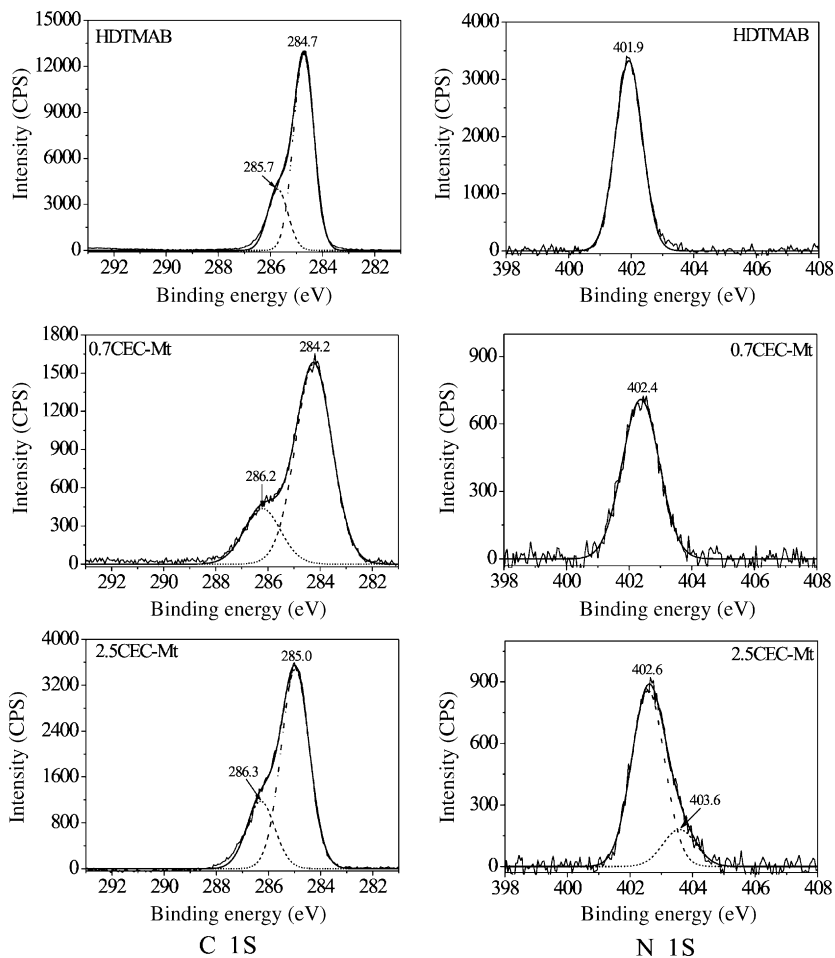 HDTMAB
284.7
285.7
15000
12000
9000
6000
3000
0
292 290 288 286 284 282
Intensity (CPS)
Binding energy (eV)
HDTMAB
401.9
4000
3000
2000
1000
0
398 400 402 404 406 408
Intensity (CPS)
Binding energy (eV)
0.7CEC-Mt
284.2
286.2
1800
1500
1200
900
600
300
0
292 290 288 286 284 282
Intensity (CPS)
Binding energy (eV)
0.7CEC-Mt
402.4
900
600
300
0
398 400 402 404 406 408
Intensity (CPS)
Binding energy (eV)
2.5CEC-Mt
285.0
286.3
4000
3200
2400
1600
800
0
292 290 288 286 284 282
Intensity (CPS)
Binding energy (eV)
C 1S
2.5CEC-Mt
402.6
403.6
900
600
300
0
398 400 402 404 406 408
Intensity (CPS)
Binding energy (eV)
N 1S